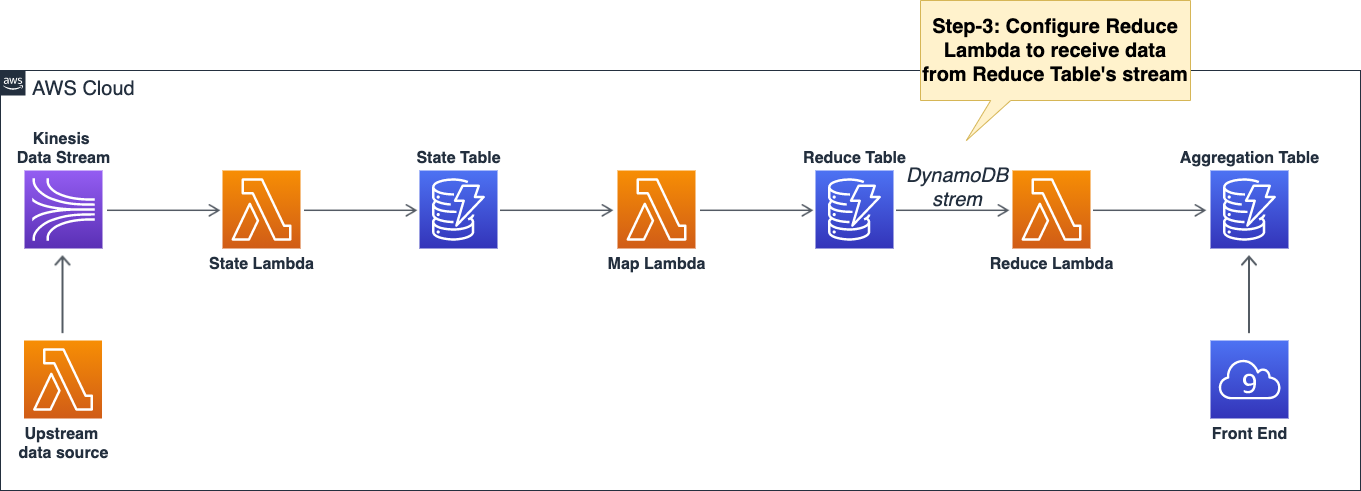 Step-3: Configure Reduce
Lambda to receive data
from Reduce Table's stream
aws
AWS Cloud
Kinesis
Data Stream
State Table
Reduce Table
Aggregation Table
DynamoDB
strem
State Lambda
Map Lambda
Reduce Lambda
9
Upstream
data source
Front End